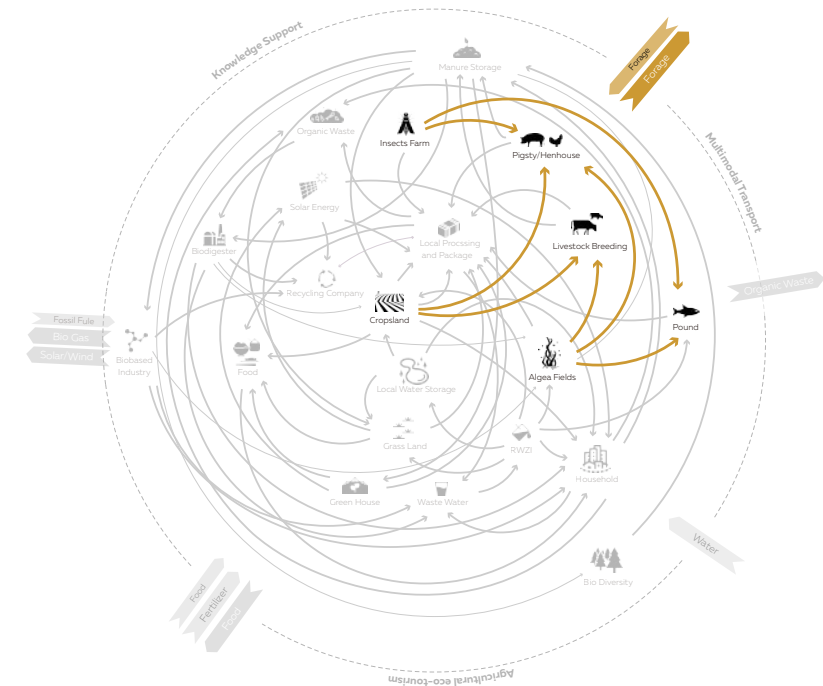 Knowledge Support
Manure Storage
Forage
Forage
Organic Waste
Insects Farm
Pigsty/Henhouse
Multimodal Transport
Solar Energy
Biodigester
Local Procssing
and Package
Livestock Breeding
Recycling Company
Organic Waste
Cropsland
Pound
Fossil Fule
Bio Gas
Solar/Wind
Biobased
Industry
Food
Algea Fields
Local Water Storage
Grass Land
RWZI
Household
Green House
Waste Water
Water
Bio Diversity
Food
Fertilizer
Food
Agricultural eco-tourism